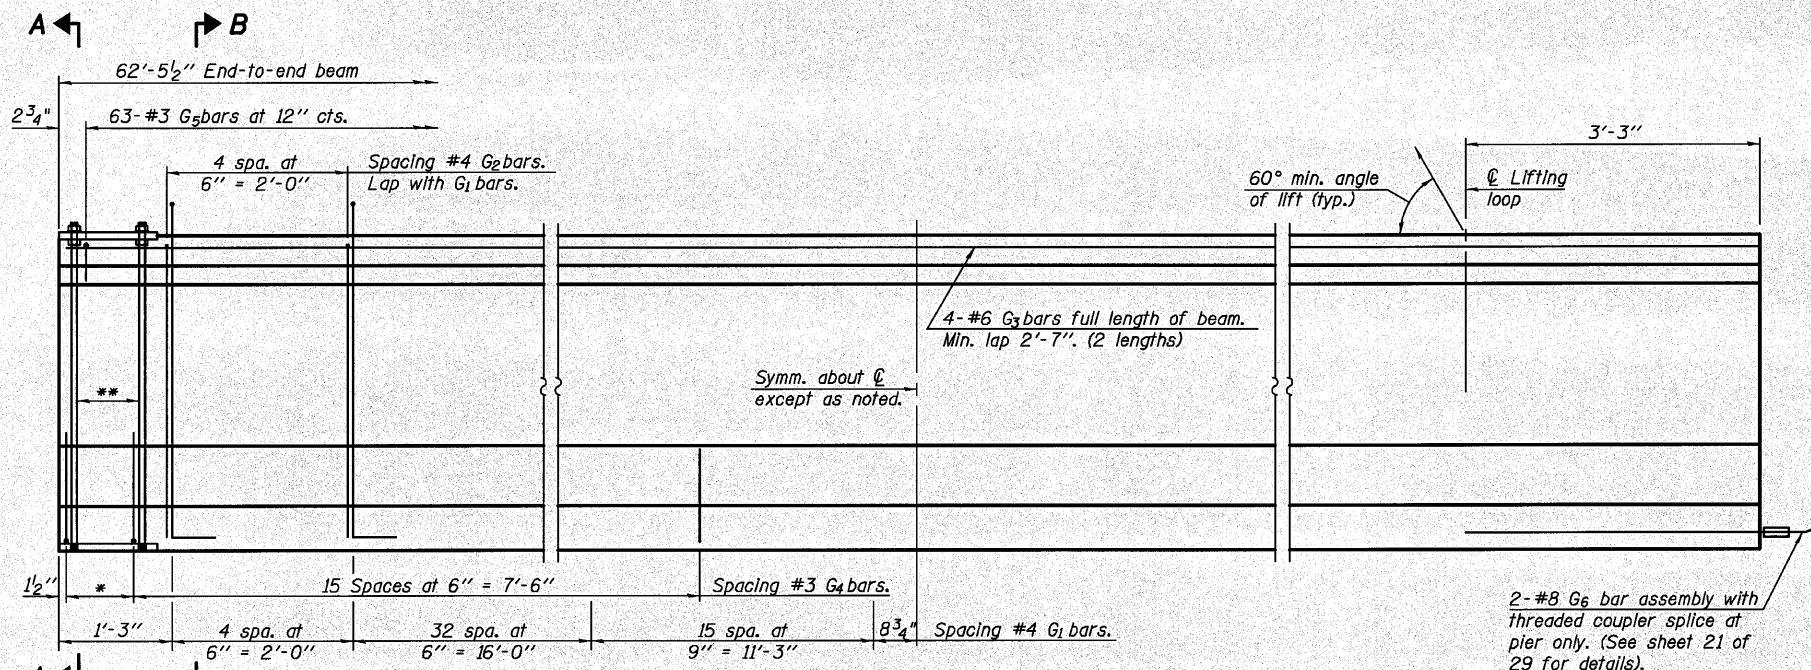 A B
62'-5½" End-to-end beam
2¾" 63-#3 G5 bars at 12" cts.
3'-3"
4 spa. at
6" = 2'-0"
Spacing #4 G2 bars.
Lap with G1 bars.
60° min. angle
of lift (typ.)
℄ Lifting
loop
4-#6 G3 bars full length of beam.
Min. lap 2'-7". (2 lengths)
Symm. about ℄
except as noted.
**
1½" * 15 Spaces at 6" = 7'-6" Spacing #3 G4 bars.
1'-3"
4 spa. at
6" = 2'-0"
32 spa. at
6" = 16'-0"
15 spa. at
9" = 11'-3"
8¾" Spacing #4 G1 bars.
2-#8 G6 bar assembly with
threaded coupler splice at
pier only. (See sheet 21 of
29 for details).